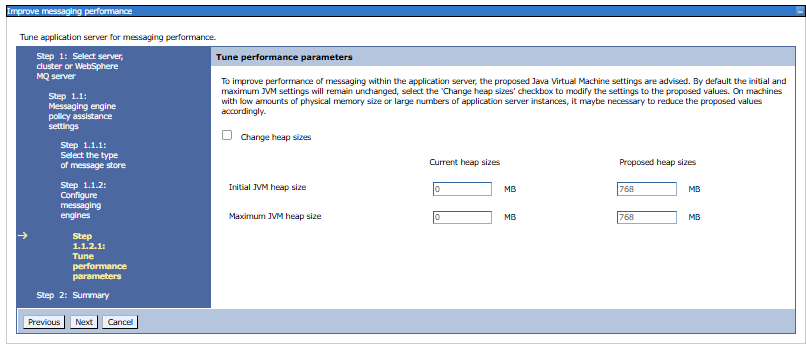 Improve messaging performance
Tune application server for messaging performance.
Step 1: Select server,
cluster or WebSphere
MQ server
Step 1.1:
Messaging engine
policy assistance
settings
Step 1.1.1:
Select the type
of message store
Step 1.1.2:
Configure
messaging
engines
Step
1.1.2.1:
Tune
performance
parameters
Step 2: Summary
Tune performance parameters
To improve performance of messaging within the application server, the proposed Java Virtual Machine settings are advised. By default the initial and
maximum JVM settings will remain unchanged, select the 'Change heap sizes' checkbox to modify the settings to the proposed values. On machines
with low amounts of physical memory size or large numbers of application server instances, it maybe necessary to reduce the proposed values
accordingly.
Change heap sizes
Current heap sizes Proposed heap sizes
Initial JVM heap size 0 MB 768 MB
Maximum JVM heap size 0 MB 768 MB
Previous Next Cancel